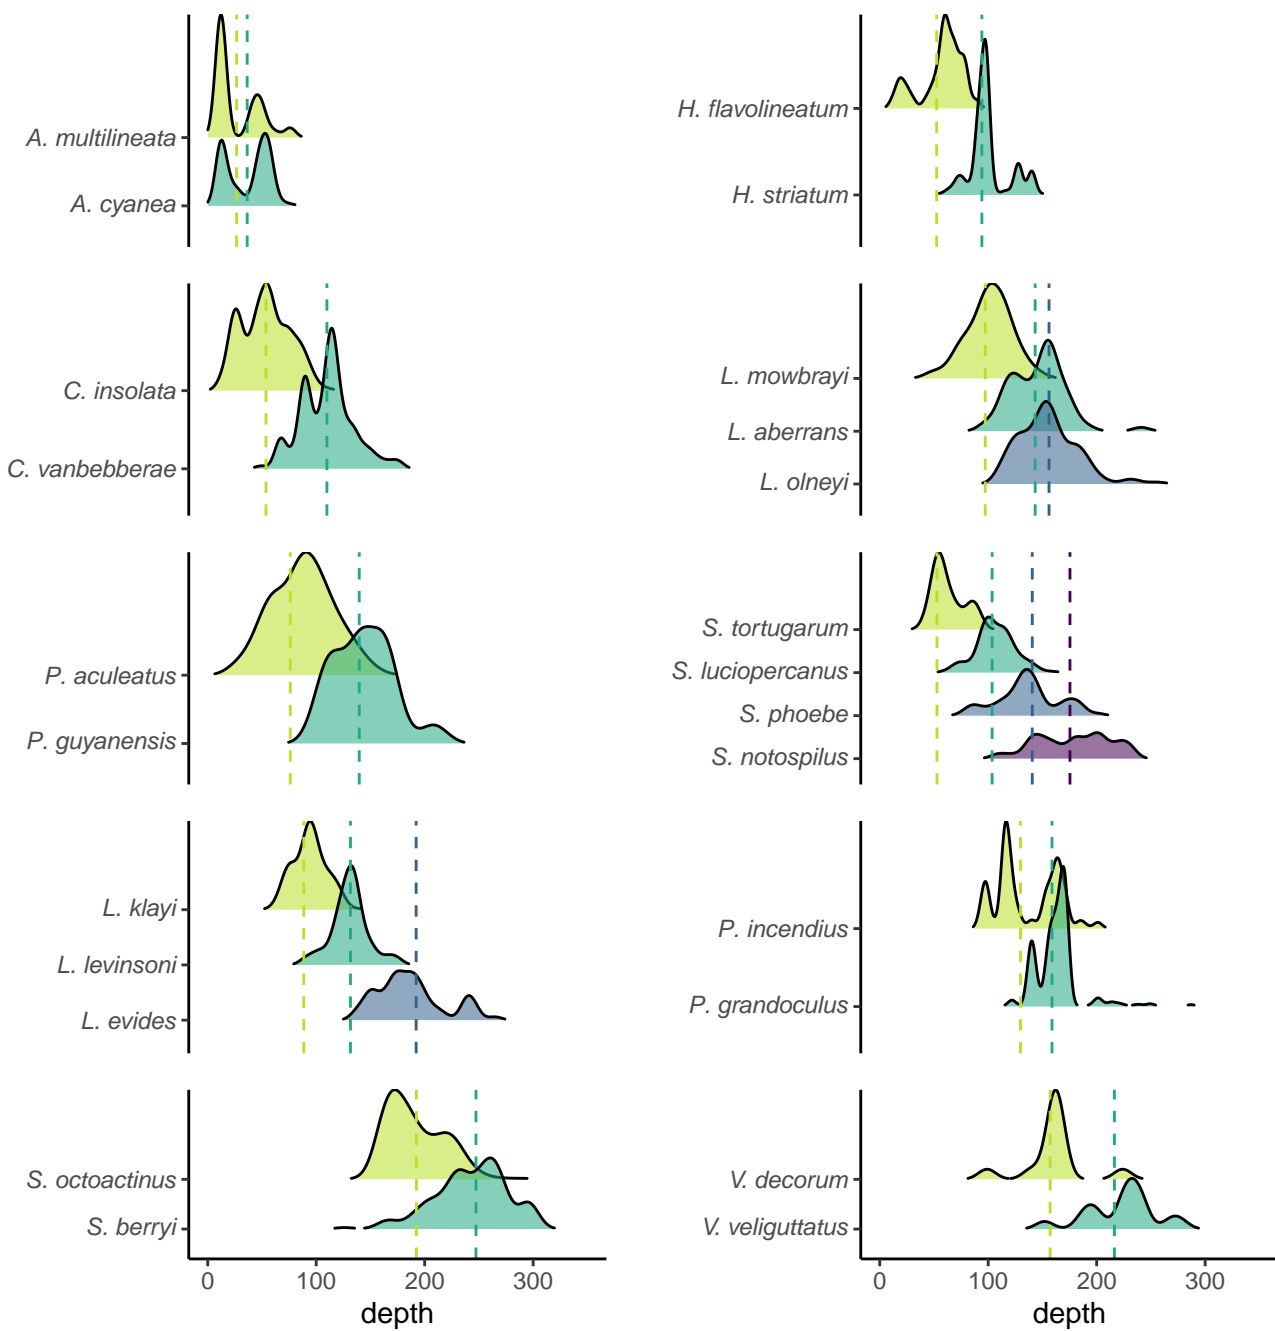 A. multilineata
A. cyanea
H. flavolineatum
H. striatum
C. insolata
C. vanbebberae
L. mowbrayi
L. aberrans
L. olneyi
P. aculeatus
P. guyanensis
S. tortugarum
S. luciopercanus
S. phoebe
S. notospilus
L. klayi
L. levinsoni
L. evides
P. incendius
P. grandoculus
S. octoactinus
S. berryi
V. decorum
V. veliguttatus
0 100 200 300
depth
0 100 200 300
depth